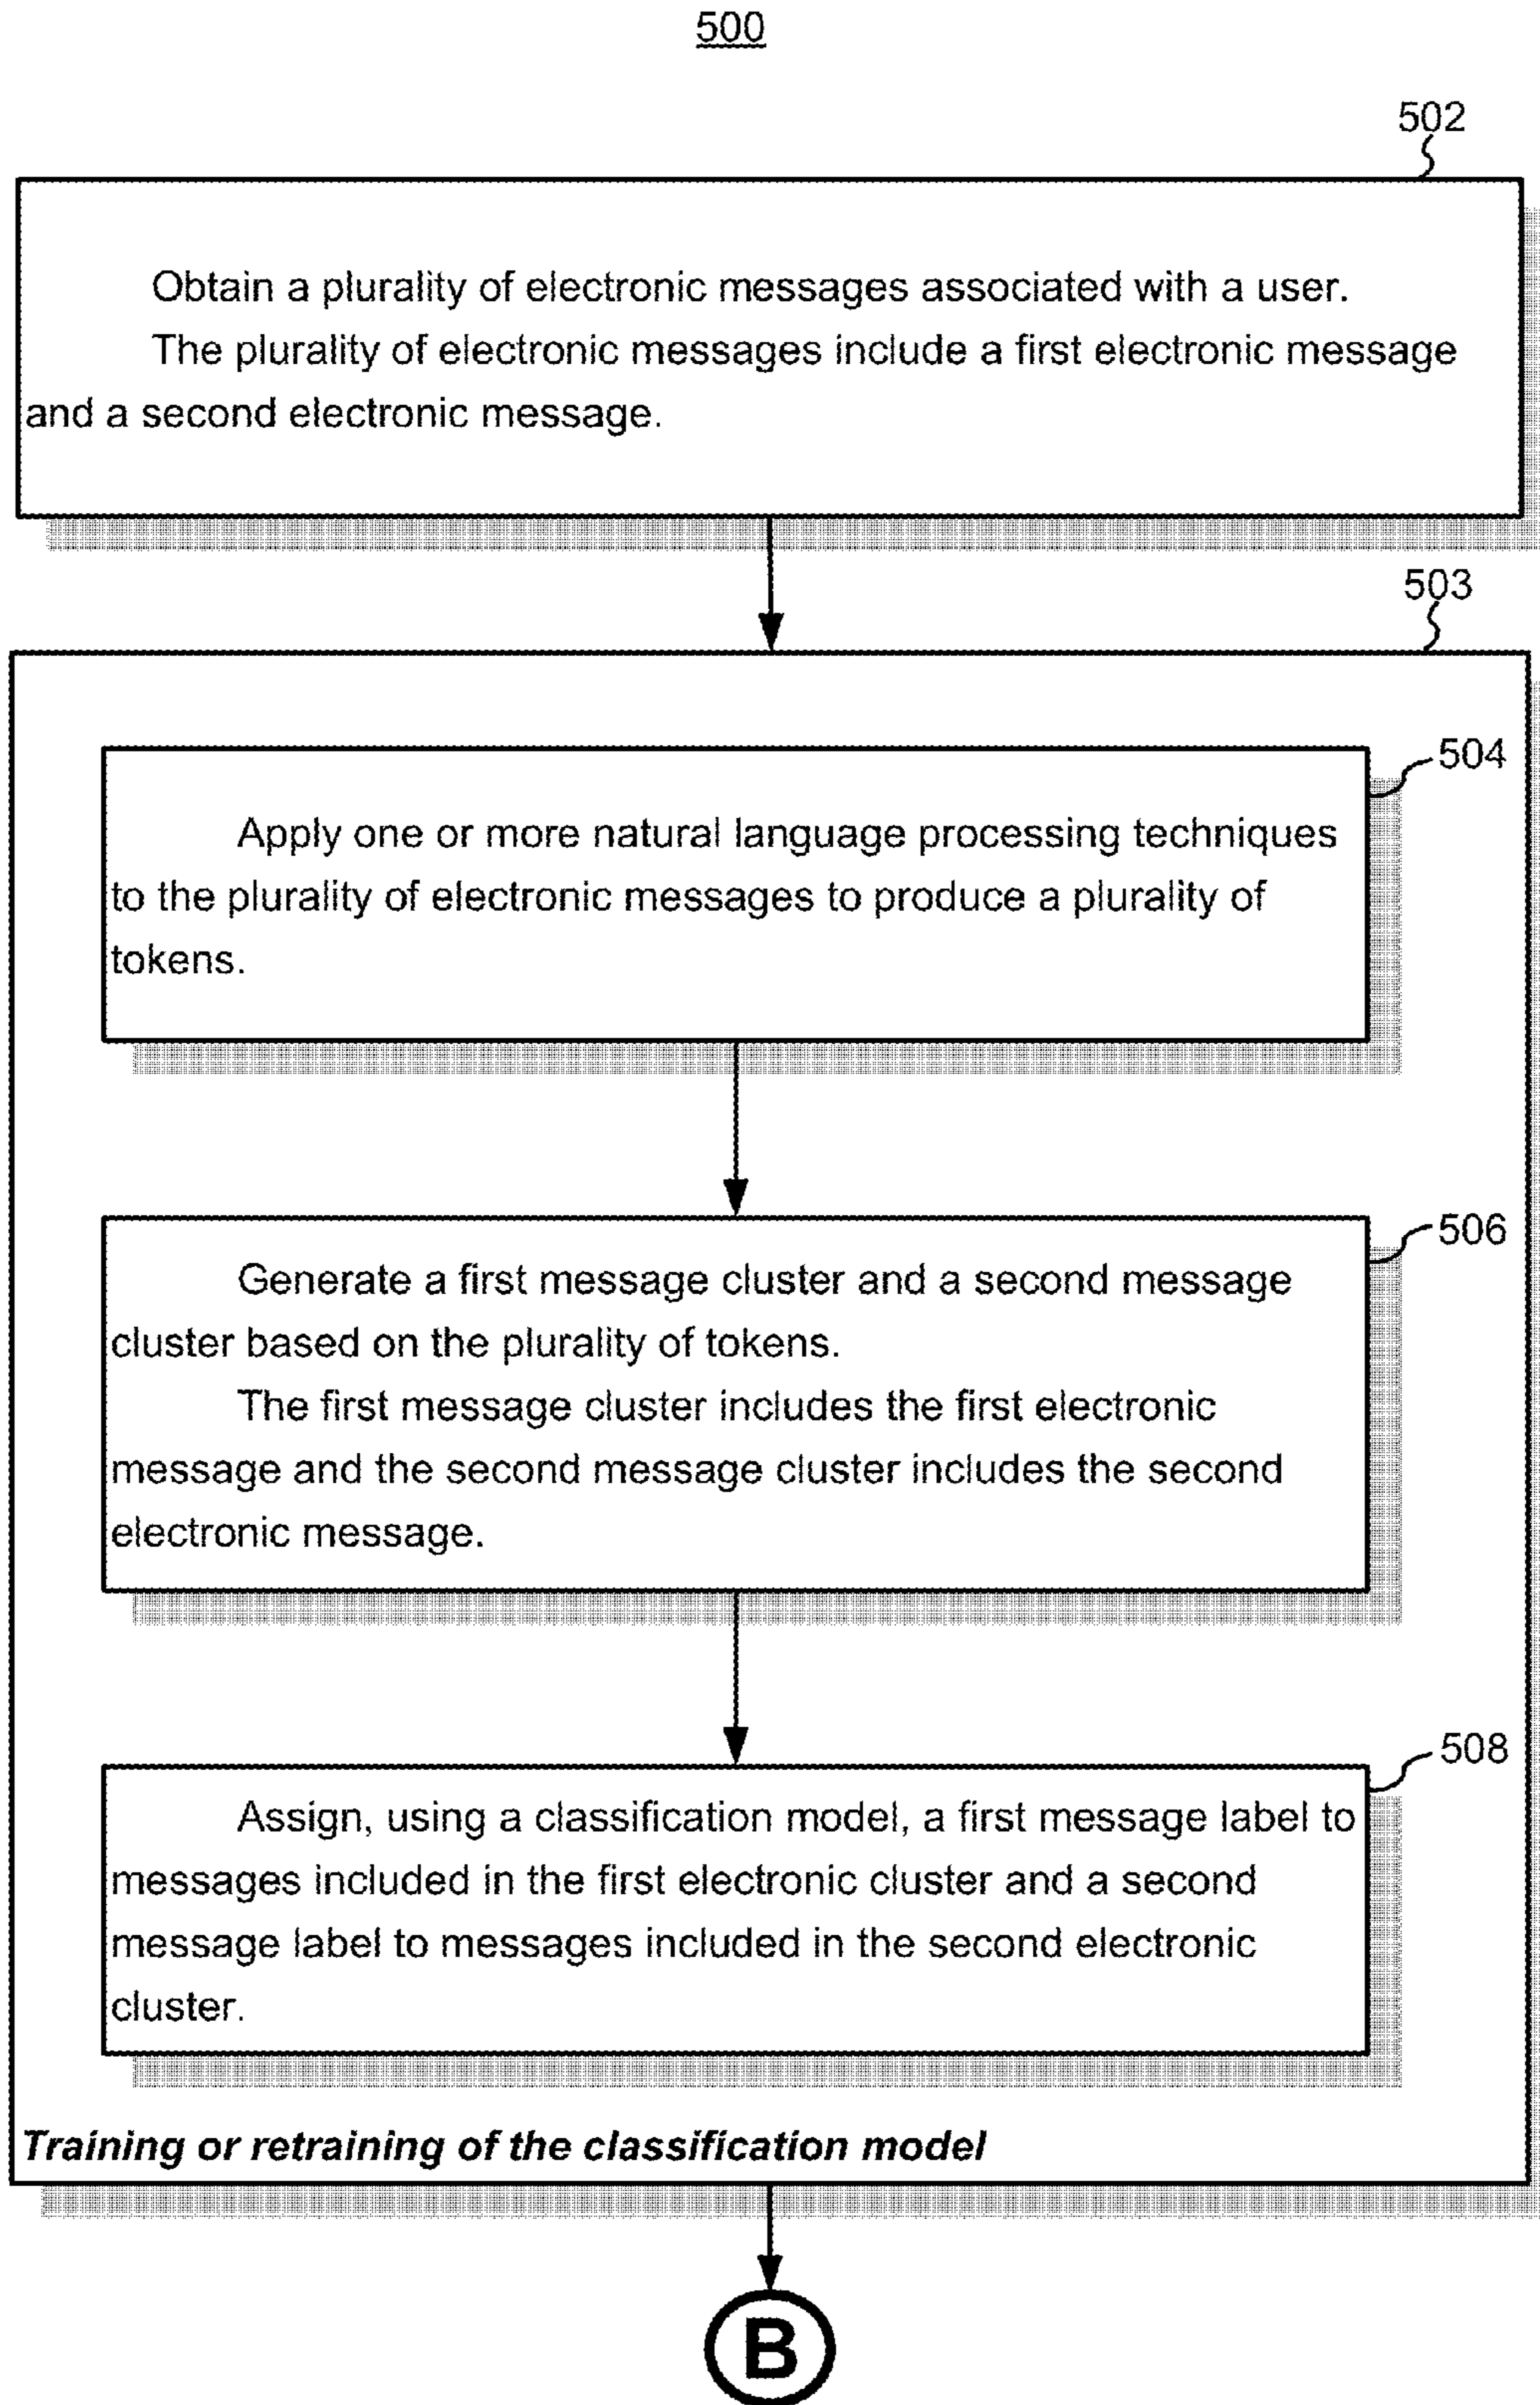 500
502
Obtain a plurality of electronic messages associated with a user.
The plurality of electronic messages include a first electronic message
and a second electronic message.
503
504
Apply one or more natural language processing techniques
to the plurality of electronic messages to produce a plurality of
tokens.
506
Generate a first message cluster and a second message
cluster based on the plurality of tokens.
The first message cluster includes the first electronic
message and the second message cluster includes the second
electronic message.
508
Assign, using a classification model, a first message label to
messages included in the first electronic cluster and a second
message label to messages included in the second electronic
cluster.
Training or retraining of the classification model
B